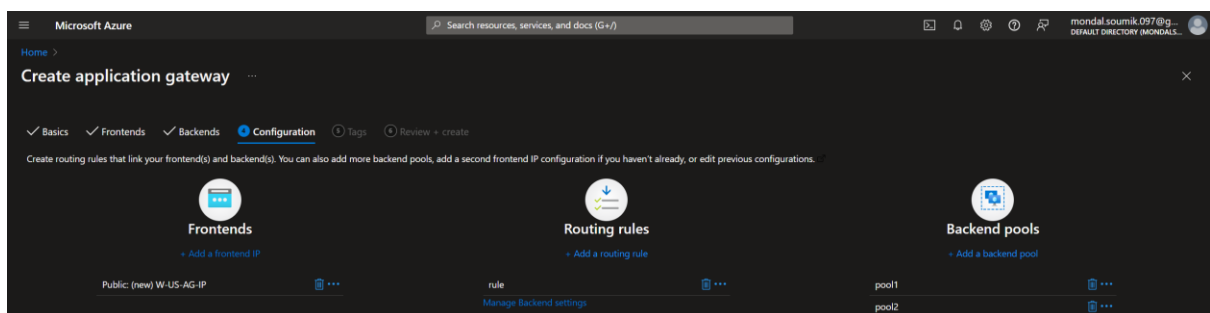 Microsoft Azure
Search resources, services, and docs (G+/)
mondal.soumik.097@g...
DEFAULT DIRECTORY (MONDALS...
Home >
Create application gateway ...
Basics Frontends Backends 4 Configuration 5 Tags 6 Review + create
Create routing rules that link your frontend(s) and backend(s). You can also add more backend pools, add a second frontend IP configuration if you haven't already, or edit previous configurations.
Frontends Routing rules Backend pools
+ Add a frontend IP + Add a routing rule + Add a backend pool
Public: (new) W-US-AG-IP rule pool1
Manage Backend settings pool2